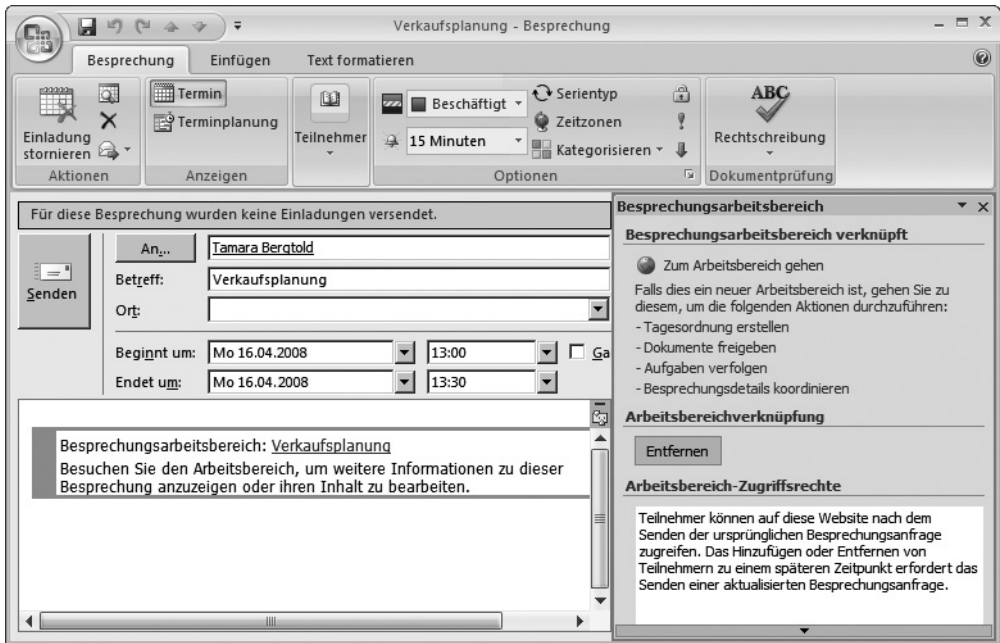 Verkaufsplanung - Besprechung
Besprechung Einfügen Text formatieren
Einladung stornieren
Aktionen
Termin
Terminplanung
Anzeigen
Teilnehmer
Beschäftigt
15 Minuten
Serientyp
Zeitzonen
Kategorisieren
Optionen
ABC
Rechtschreibung
Dokumentprüfung
Für diese Besprechung wurden keine Einladungen versendet.
Senden
An...
Tamara Bergtold
Betreff:
Verkaufsplanung
Ort:
Beginnt um:
Mo 16.04.2008
13:00
Ga
Endet um:
Mo 16.04.2008
13:30
Besprechungsarbeitsbereich: Verkaufsplanung
Besuchen Sie den Arbeitsbereich, um weitere Informationen zu dieser
Besprechung anzuzeigen oder ihren Inhalt zu bearbeiten.
Besprechungsarbeitsbereich
Besprechungsarbeitsbereich verknüpft
Zum Arbeitsbereich gehen
Falls dies ein neuer Arbeitsbereich ist, gehen Sie zu
diesem, um die folgenden Aktionen durchzuführen:
- Tagesordnung erstellen
- Dokumente freigeben
- Aufgaben verfolgen
- Besprechungsdetails koordinieren
Arbeitsbereichverknüpfung
Entfernen
Arbeitsbereich-Zugriffsrechte
Teilnehmer können auf diese Website nach dem
Senden der ursprünglichen Besprechungsanfrage
zugreifen. Das Hinzufügen oder Entfernen von
Teilnehmern zu einem späteren Zeitpunkt erfordert das
Senden einer aktualisierten Besprechungsanfrage.